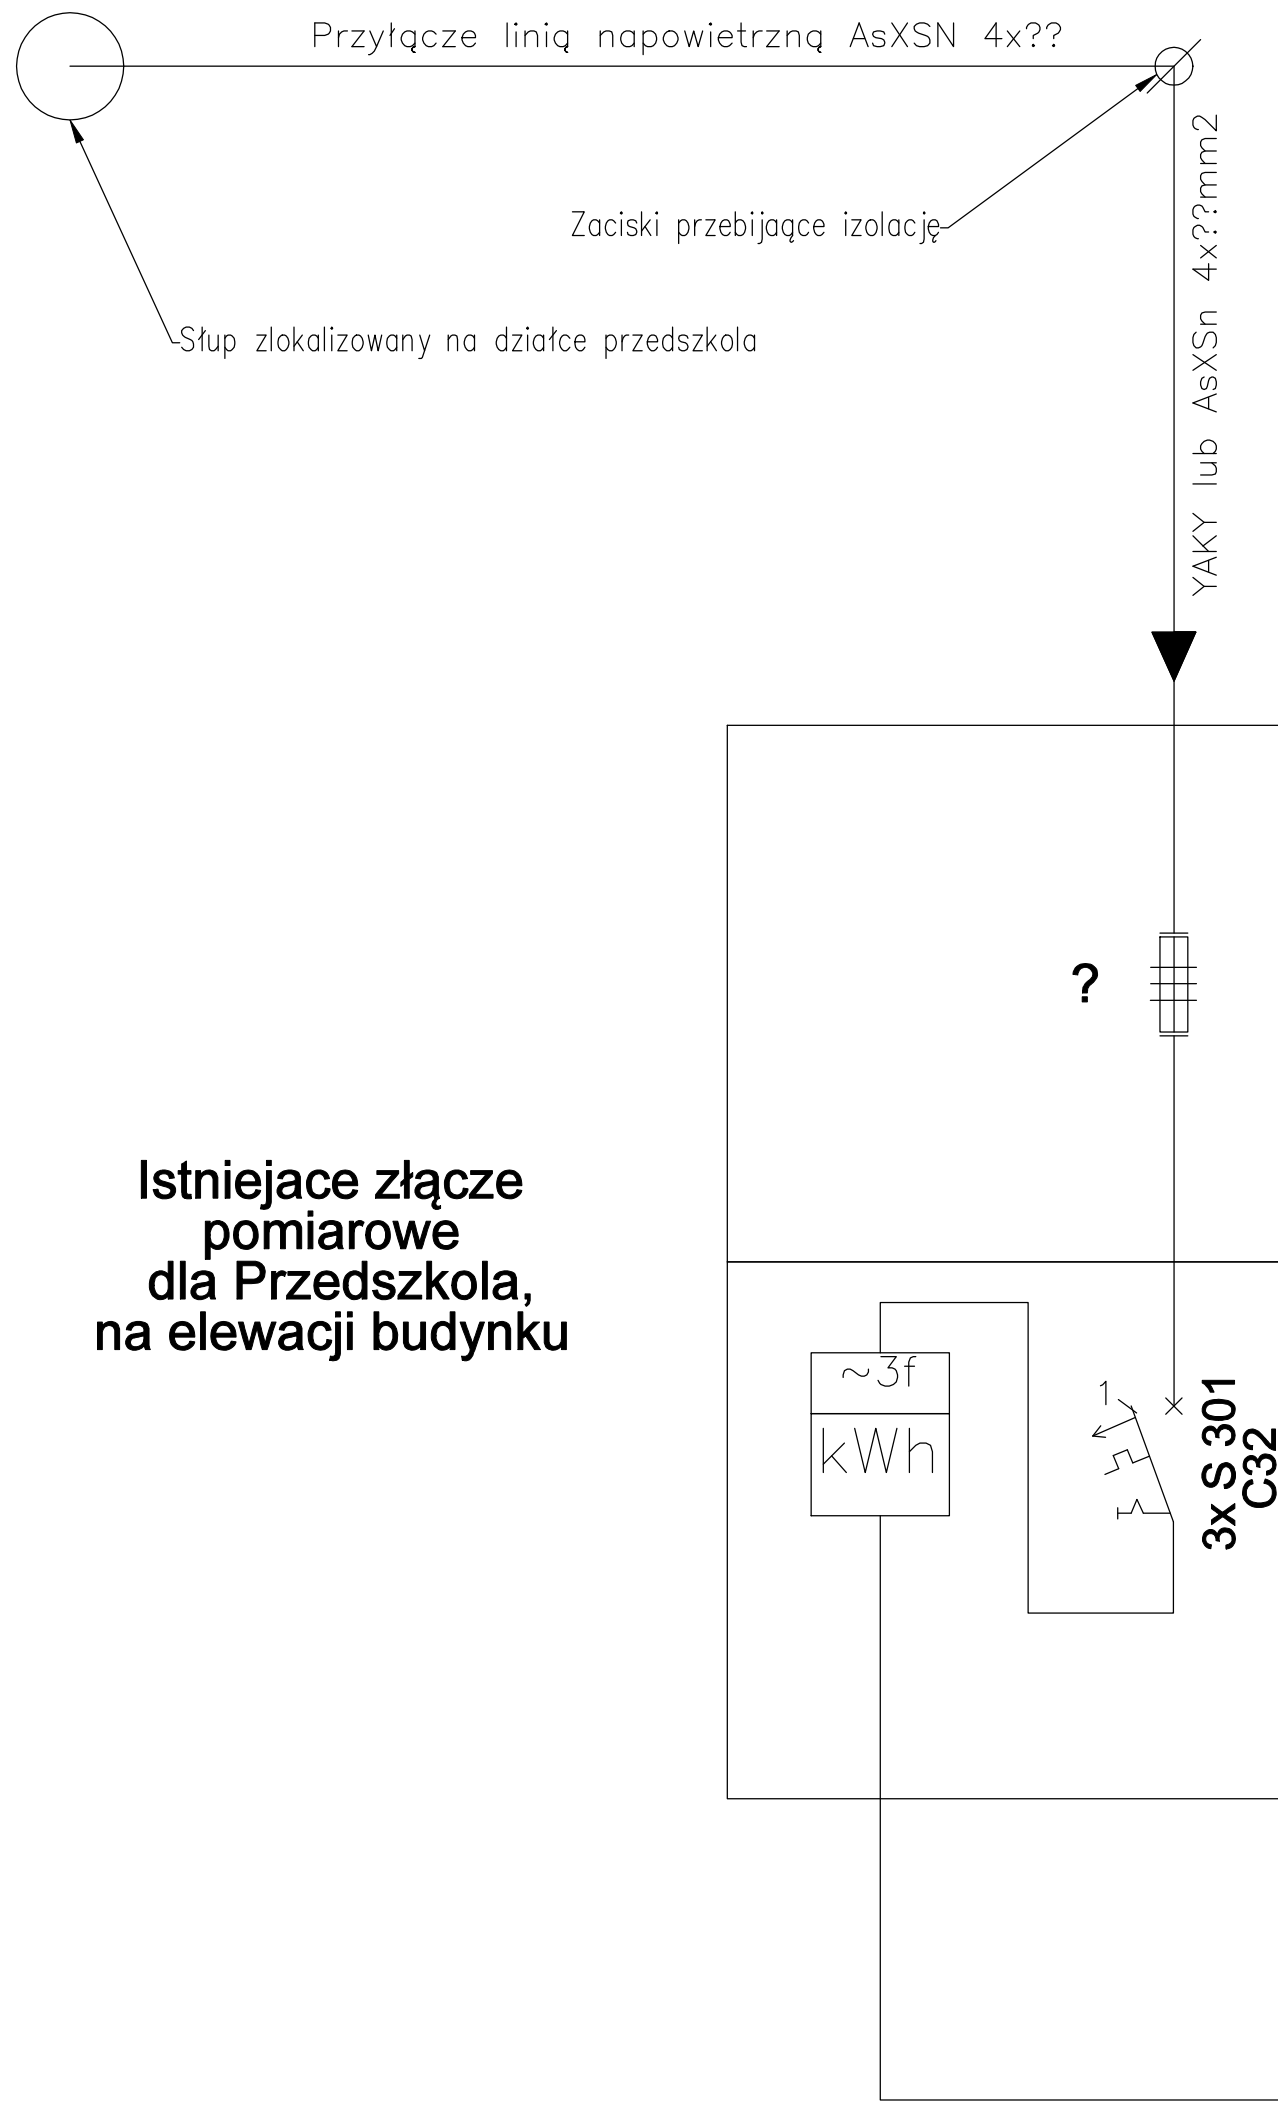 Przyłącze linią napowietrzną AsXSN 4x??
Zaciski przebijaące izolację
Słup zlokalizowany na działce przedszkola
YAKY lub AsXSn 4x??mm2
?
Istniejace złącze
pomiarowe
dla Przedszkola,
na elewacji budynku
~3f
kWh
1
3x S 301
C32